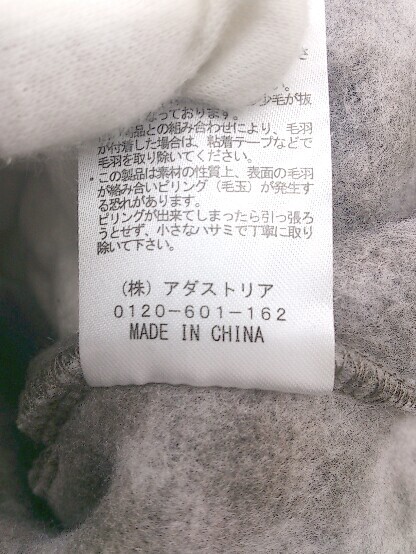 い。
少毛が抜
なっております。
品との組み合わせにより、毛羽
が付着した場合は、粘着テープなどで
毛羽を取り除いてください。
この製品は素材の性質上、表面の毛羽
が絡み合いピリング（毛玉）が発生す
る恐れがあります。
ピリングが出来てしまったら引っ張ろ
うとせず、小さなハサミで丁寧に取り
除いて下さい。
（株）アダストリア
0120-601-162
MADE IN CHINA